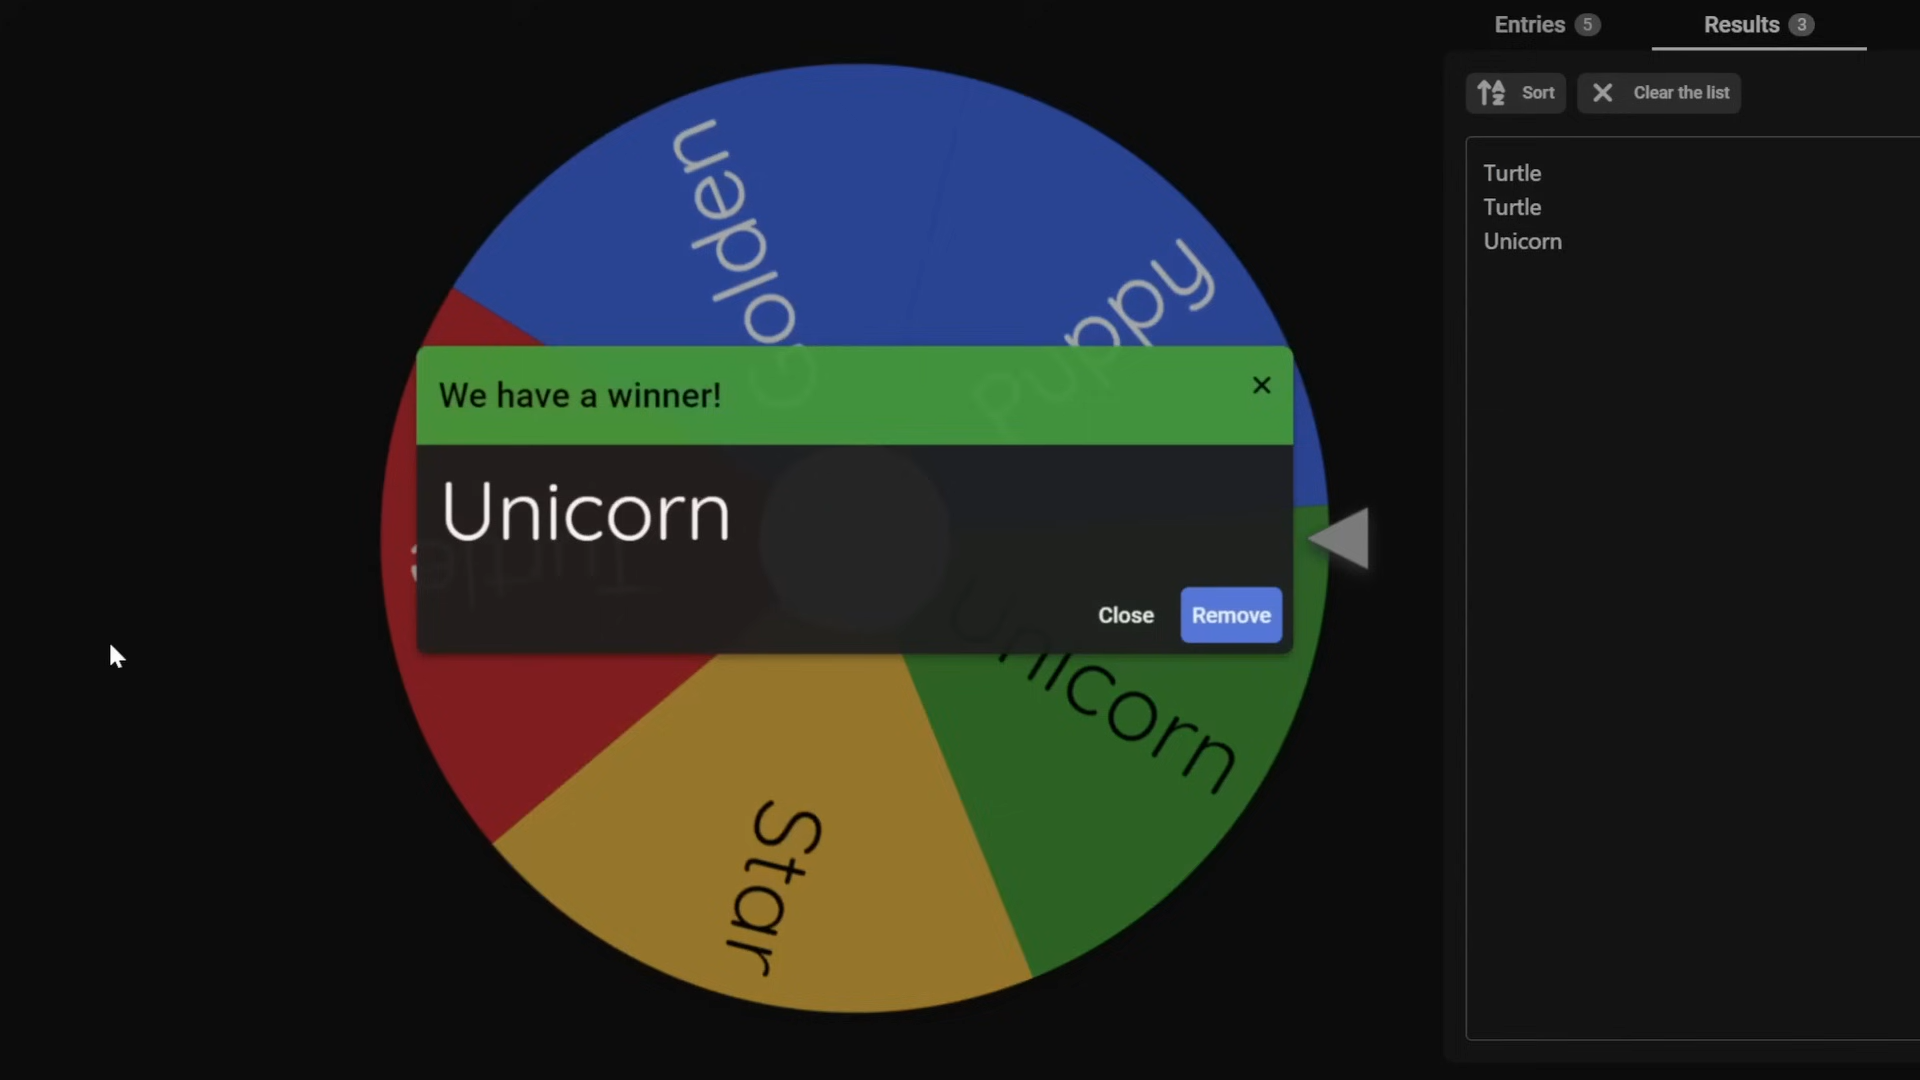 Entries 5
Results 3
Sort
Clear the list
Turtle
Turtle
Unicorn
Golden
Puppy
We have a winner!
Unicorn
Turtle
Close
Remove
Unicorn
Star